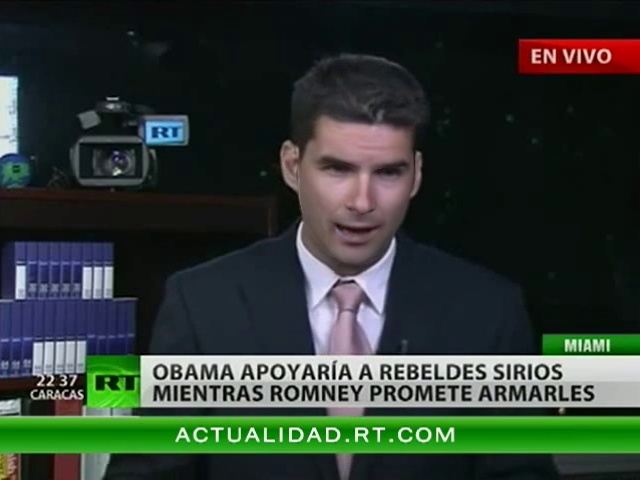 EN VIVO
RT
MIAMI
OBAMA APOYARÍA A REBELDES SIRIOS
MIENTRAS ROMNEY PROMETE ARMARLES
22:37
CARACAS
RT
ACTUALIDAD.RT.COM